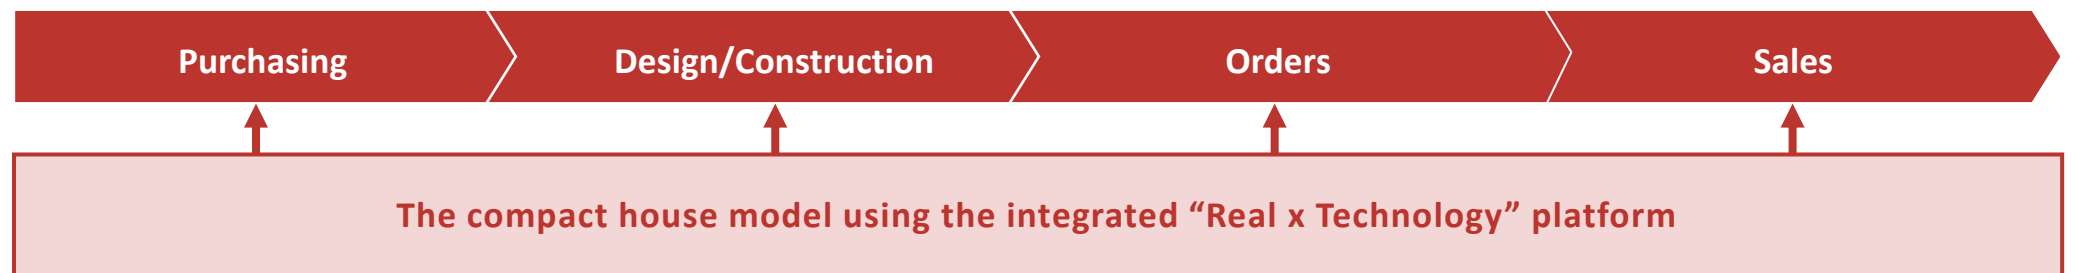 Purchasing
Design/Construction
Orders
Sales
The compact house model using the integrated “Real x Technology” platform